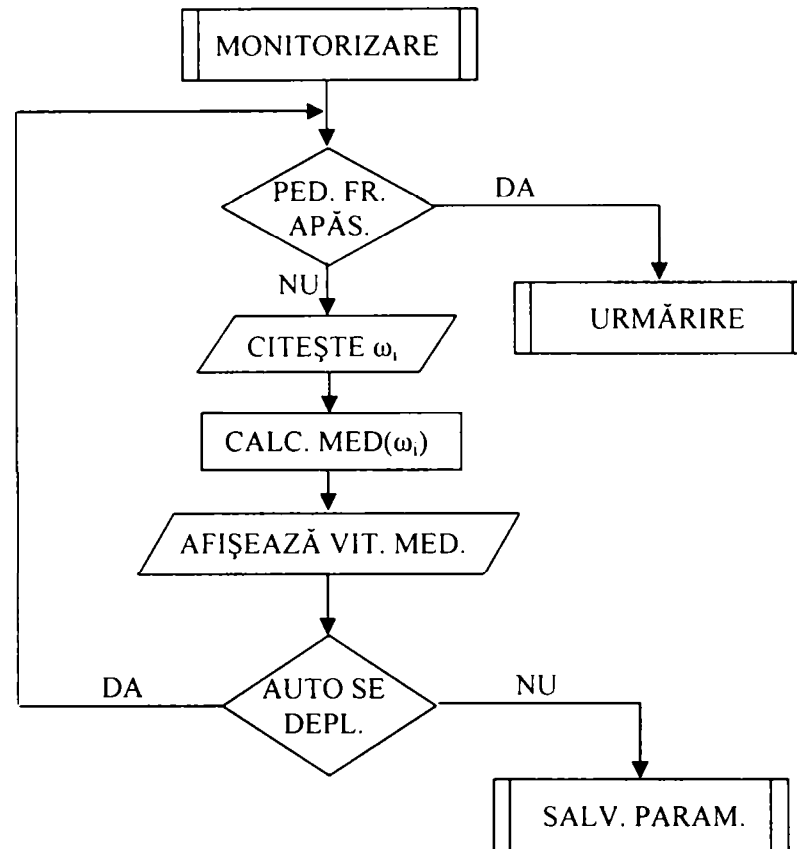 MONITORIZARE
PED. FR.
APĂS.
DA
NU
URMĂRIRE
CITEŞTE ωᵢ
CALC. MED(ωᵢ)
AFIŞEAZĂ VIT. MED.
DA
AUTO SE
DEPL.
NU
SALV. PARAM.